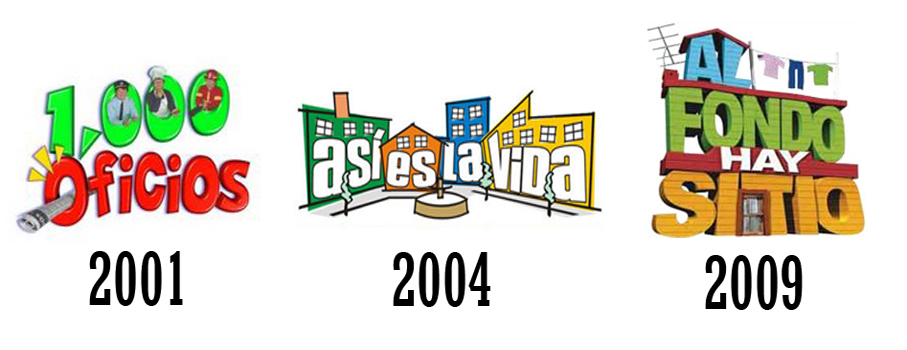 1,000
Oficios
2001
así es la vida
2004
AL
FONDO
HAY
SITIO
2009